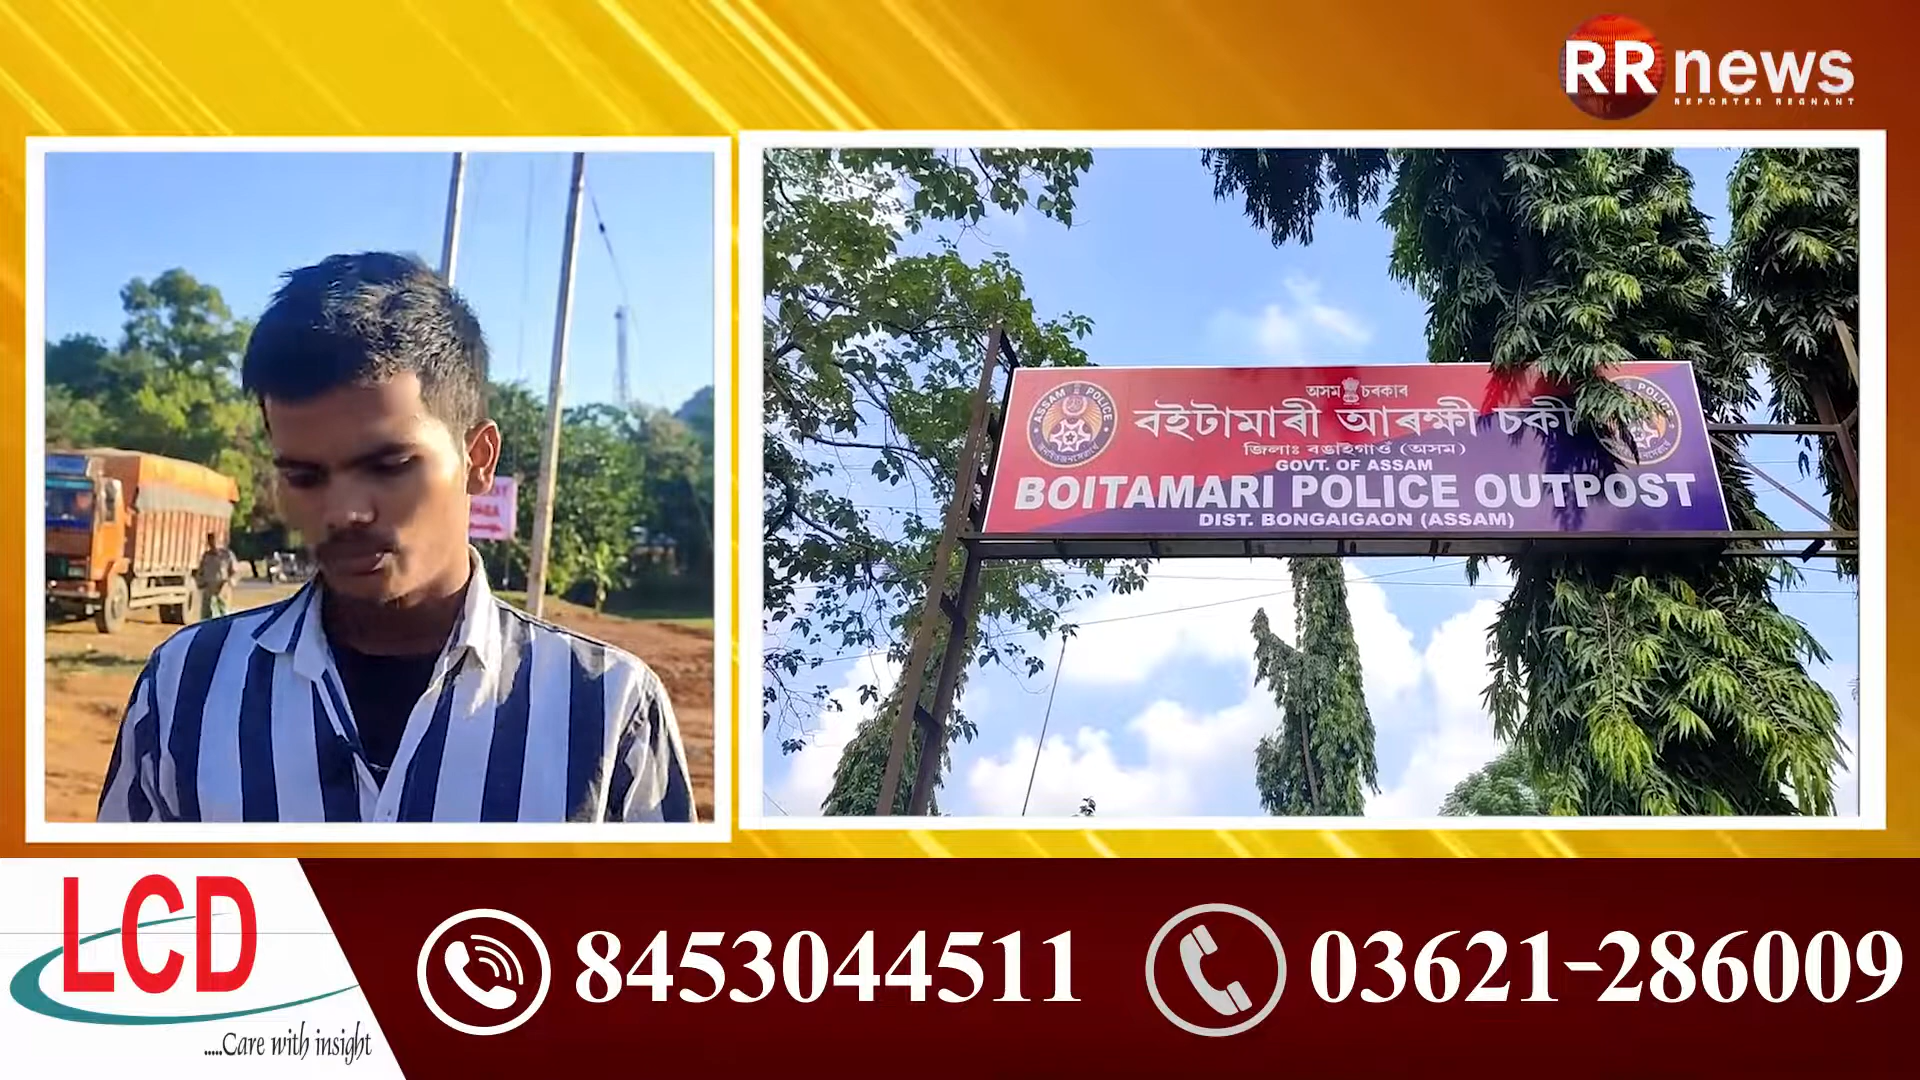 RR news
REPORTER REGNANT
অসম চৰকাৰ
ASSAM POLICE
বইটামাৰী আৰক্ষী চকী
জিলাঃ বঙাইগাওঁ (অসম)
GOVT. OF ASSAM
BOITAMARI POLICE OUTPOST
DIST. BONGAIGAON (ASSAM)
LCD
.....Care with insight
8453044511
03621-286009